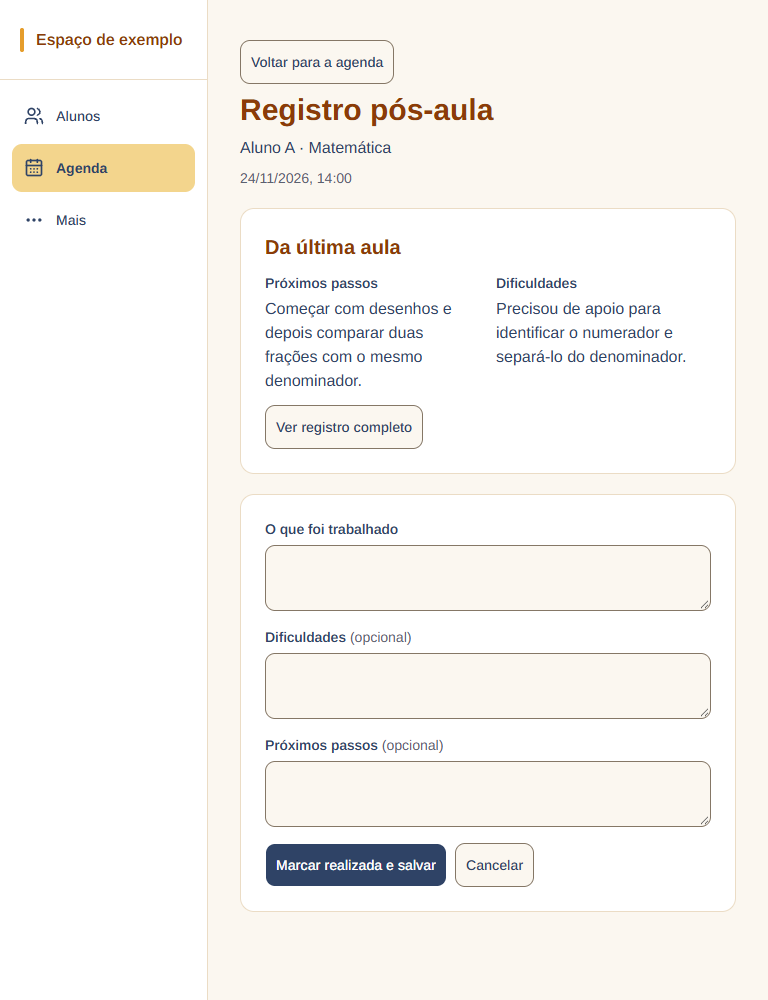 Espaço de exemplo
Alunos
Agenda
Mais
Voltar para a agenda
Registro pós-aula
Aluno A · Matemática
24/11/2026, 14:00
Da última aula
Próximos passos
Começar com desenhos e
depois comparar duas
frações com o mesmo
denominador.
Dificuldades
Precisou de apoio para
identificar o numerador e
separá-lo do denominador.
Ver registro completo
O que foi trabalhado
Dificuldades (opcional)
Próximos passos (opcional)
Marcar realizada e salvar
Cancelar